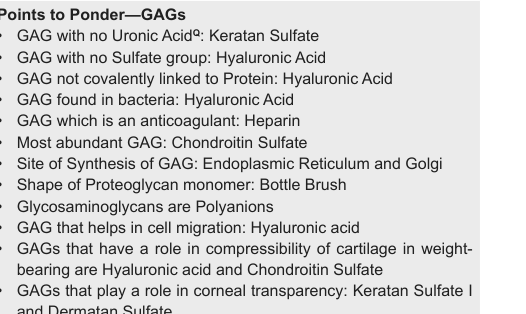 Points to Ponder—GAGs
• GAG with no Uronic Acidº: Keratan Sulfate
• GAG with no Sulfate group: Hyaluronic Acid
• GAG not covalently linked to Protein: Hyaluronic Acid
• GAG found in bacteria: Hyaluronic Acid
• GAG which is an anticoagulant: Heparin
• Most abundant GAG: Chondroitin Sulfate
• Site of Synthesis of GAG: Endoplasmic Reticulum and Golgi
• Shape of Proteoglycan monomer: Bottle Brush
• Glycosaminoglycans are Polyanions
• GAG that helps in cell migration: Hyaluronic acid
• GAGs that have a role in compressibility of cartilage in weight-
bearing are Hyaluronic acid and Chondroitin Sulfate
• GAGs that play a role in corneal transparency: Keratan Sulfate I
and Dermatan Sulfate